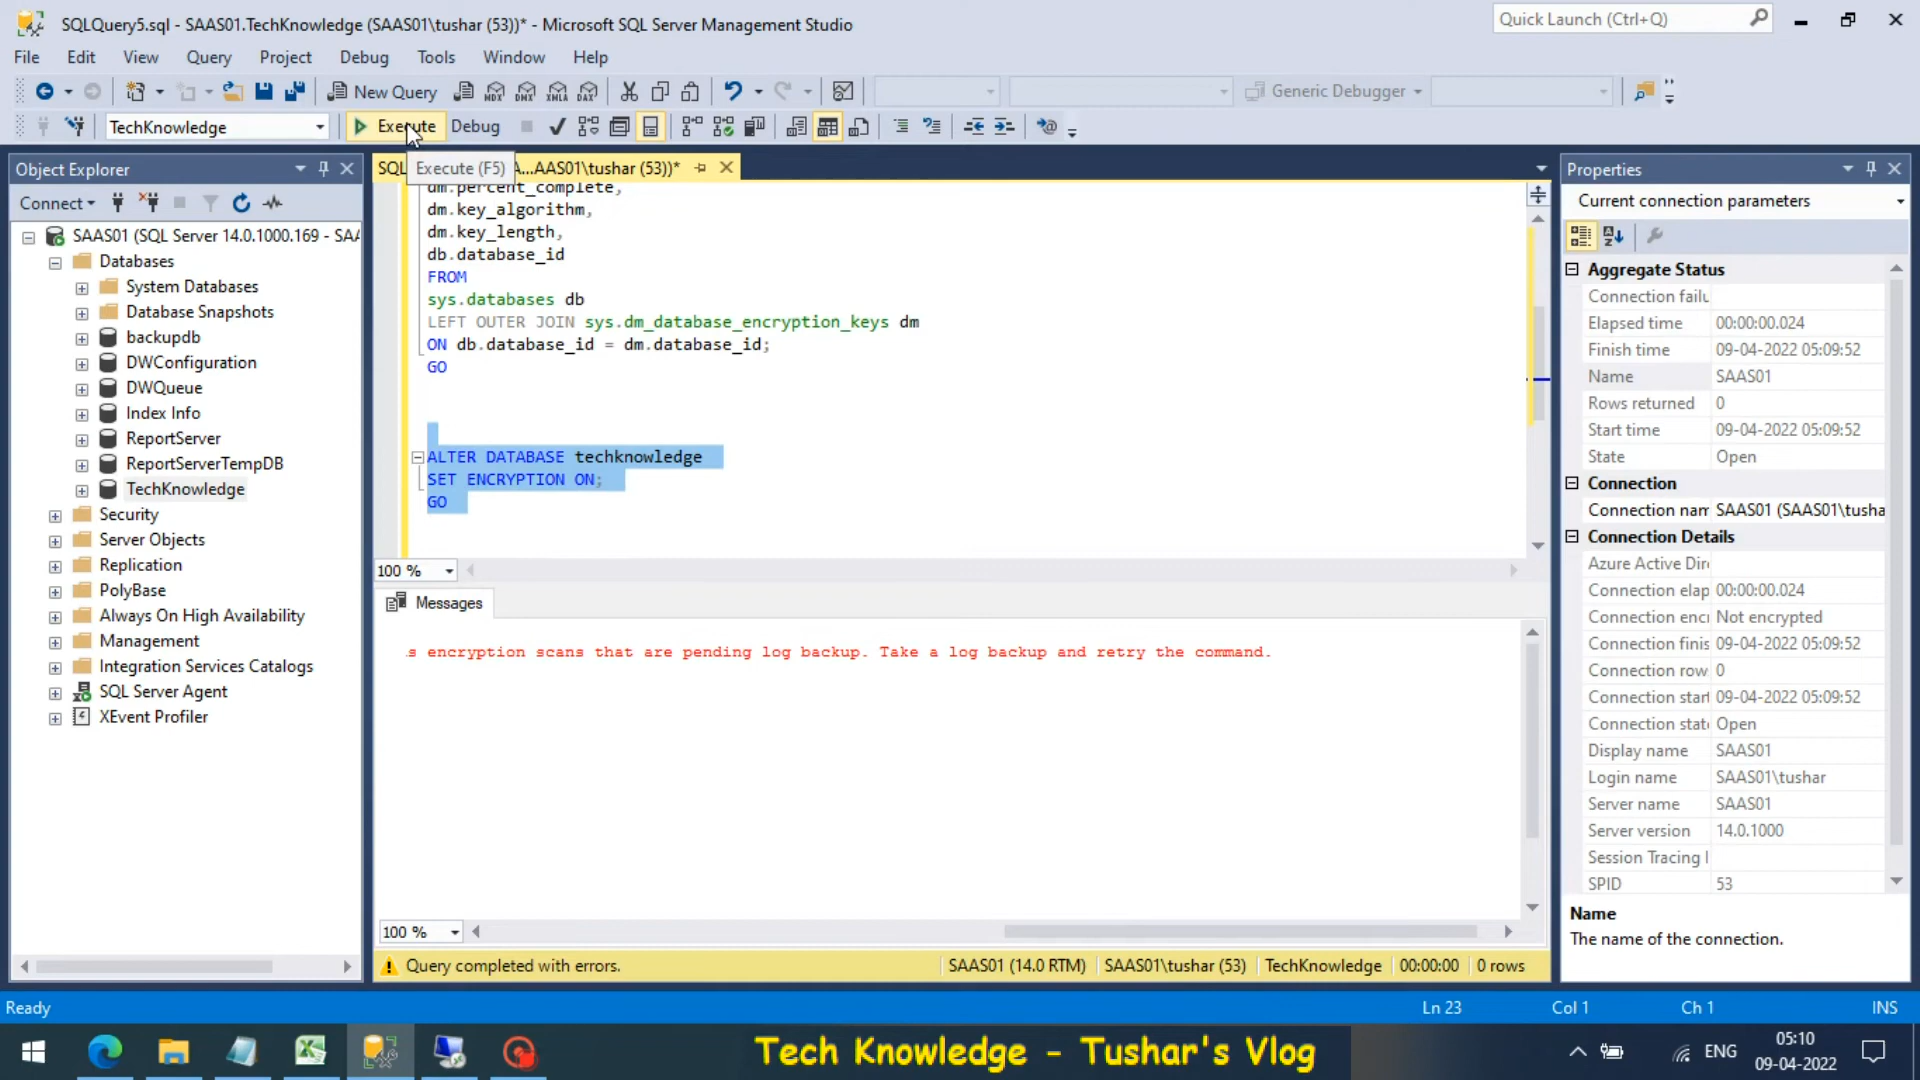 SQLQuery5.sql - SAAS01.TechKnowledge (SAAS01\tushar (53))* - Microsoft SQL Server Management Studio
Quick Launch (Ctrl+Q)
File Edit View Query Project Debug Tools Window Help
New Query MDX DMX XMLA DAX Generic Debugger
TechKnowledge Execute Debug
Object Explorer
SQL Execute (F5) ...AAS01\tushar (53))*
Properties
Connect
Current connection parameters
SAAS01 (SQL Server 14.0.1000.169 - SAA
Databases
System Databases
Database Snapshots
backupdb
DWConfiguration
DWQueue
Index Info
ReportServer
ReportServerTempDB
TechKnowledge
Security
Server Objects
Replication
PolyBase
Always On High Availability
Management
Integration Services Catalogs
SQL Server Agent
XEvent Profiler
dm.percent_complete,
dm.key_algorithm,
dm.key_length,
db.database_id
FROM
sys.databases db
LEFT OUTER JOIN sys.dm_database_encryption_keys dm
ON db.database_id = dm.database_id;
GO
ALTER DATABASE techknowledge
SET ENCRYPTION ON;
GO
100 %
Messages
s encryption scans that are pending log backup. Take a log backup and retry the command.
100 %
Query completed with errors. SAAS01 (14.0 RTM) SAAS01\tushar (53) TechKnowledge 00:00:00 0 rows
Aggregate Status
Connection failu
Elapsed time 00:00:00.024
Finish time 09-04-2022 05:09:52
Name SAAS01
Rows returned 0
Start time 09-04-2022 05:09:52
State Open
Connection
Connection nam SAAS01 (SAAS01\tusha
Connection Details
Azure Active Dir
Connection elap 00:00:00.024
Connection encr Not encrypted
Connection finis 09-04-2022 05:09:52
Connection row 0
Connection start 09-04-2022 05:09:52
Connection stat Open
Display name SAAS01
Login name SAAS01\tushar
Server name SAAS01
Server version 14.0.1000
Session Tracing I
SPID 53
Name
The name of the connection.
Ready Ln 23 Col 1 Ch 1 INS
Tech Knowledge - Tushar's Vlog
ENG
05:10
09-04-2022